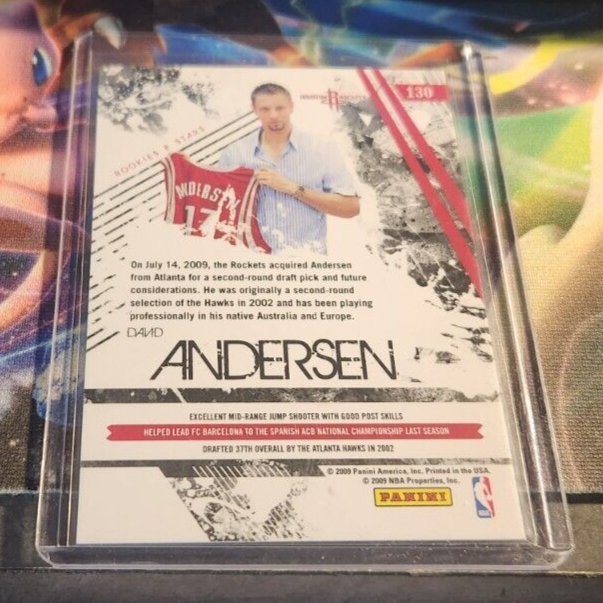 130
ROCKETS
ROOKIES & STARS
ANDERSEN
17
On July 14, 2009, the Rockets acquired Andersen
from Atlanta for a second-round draft pick and future
considerations. He was originally a second-round
selection of the Hawks in 2002 and has been playing
professionally in his native Australia and Europe.
DAVID
ANDERSEN
EXCELLENT MID-RANGE JUMP SHOOTER WITH GOOD POST SKILLS
HELPED LEAD FC BARCELONA TO THE SPANISH ACB NATIONAL CHAMPIONSHIP LAST SEASON
DRAFTED 37TH OVERALL BY THE ATLANTA HAWKS IN 2002
© 2009 Panini America, Inc. Printed in the USA.
© 2009 NBA Properties, Inc.
PANINI